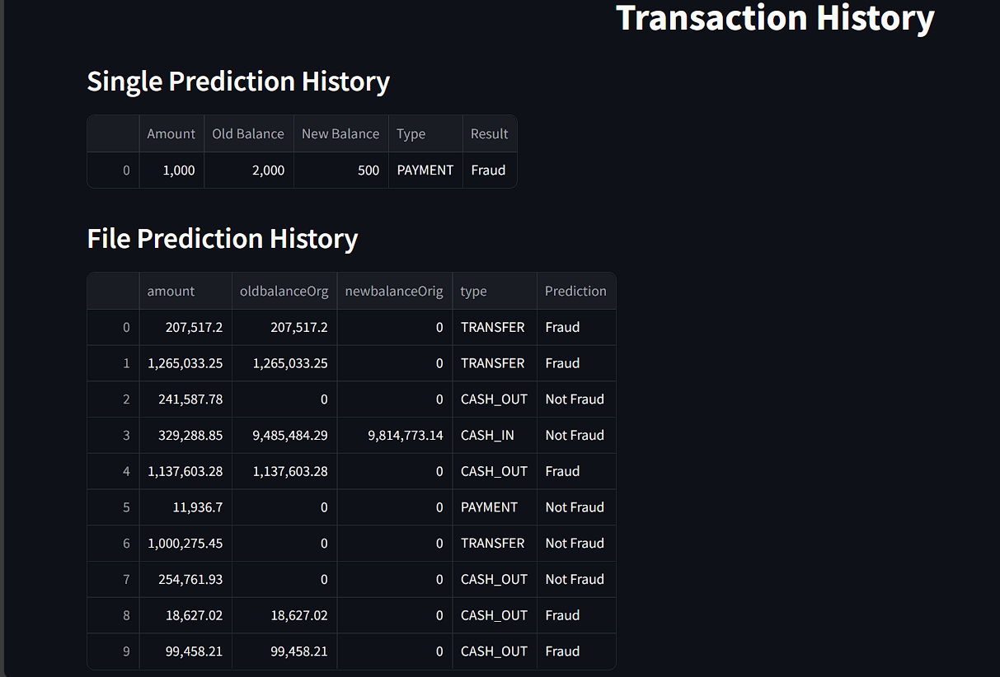 Transaction History
Single Prediction History
Amount Old Balance New Balance Type Result
0 1,000 2,000 500 PAYMENT Fraud
File Prediction History
amount oldbalanceOrg newbalanceOrig type Prediction
0 207,517.2 207,517.2 0 TRANSFER Fraud
1 1,265,033.25 1,265,033.25 0 TRANSFER Fraud
2 241,587.78 0 0 CASH_OUT Not Fraud
3 329,288.85 9,485,484.29 9,814,773.14 CASH_IN Not Fraud
4 1,137,603.28 1,137,603.28 0 CASH_OUT Fraud
5 11,936.7 0 0 PAYMENT Not Fraud
6 1,000,275.45 0 0 TRANSFER Not Fraud
7 254,761.93 0 0 CASH_OUT Not Fraud
8 18,627.02 18,627.02 0 CASH_OUT Fraud
9 99,458.21 99,458.21 0 CASH_OUT Fraud